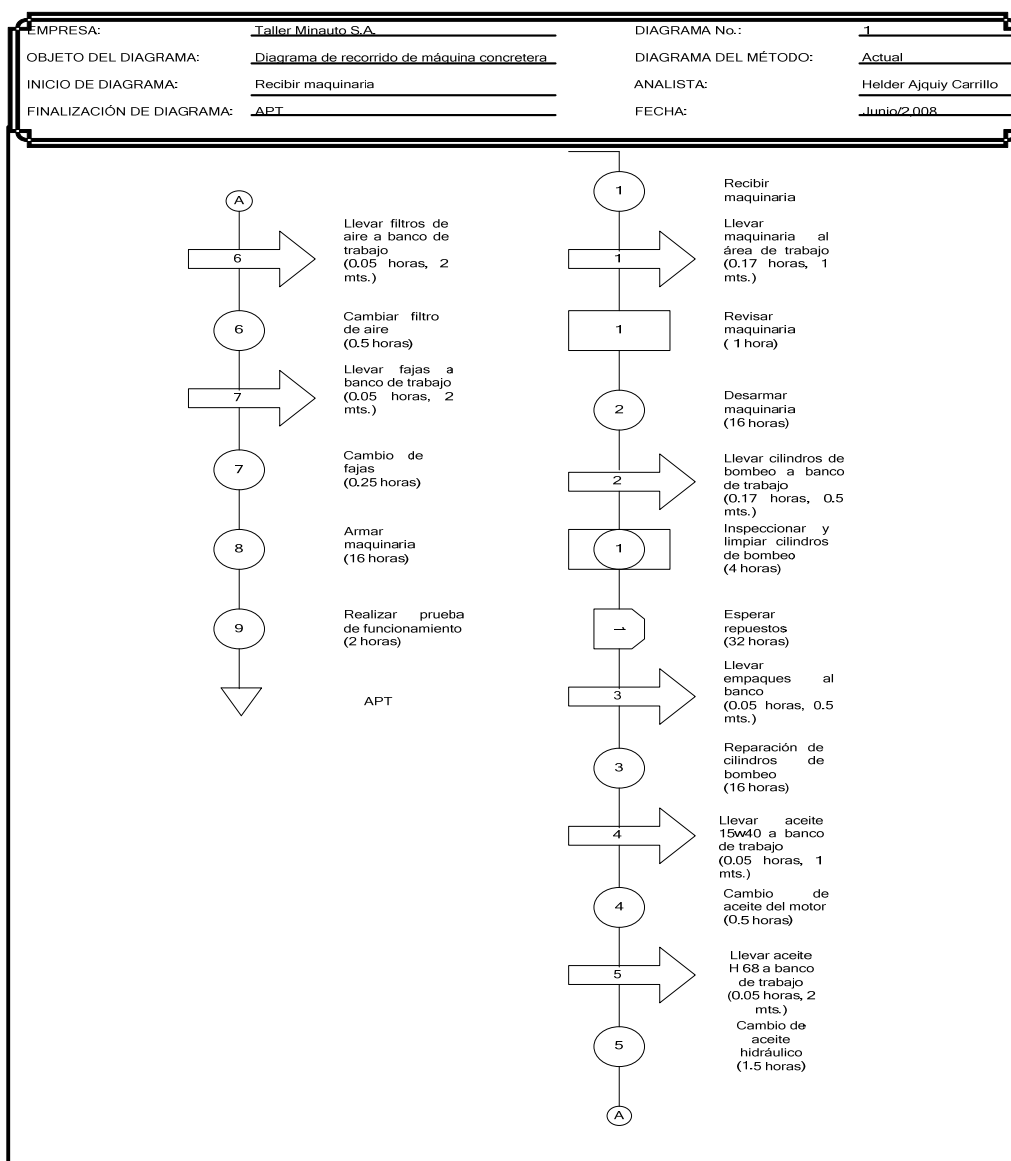 EMPRESA: Taller Minauto S.A. DIAGRAMA No.: 1
OBJETO DEL DIAGRAMA: Diagrama de recorrido de máquina concretera DIAGRAMA DEL MÉTODO: Actual
INICIO DE DIAGRAMA: Recibir maquinaria ANALISTA: Helder Ajquiy Carrillo
FINALIZACIÓN DE DIAGRAMA: APT FECHA: Junio/2,008
1
Recibir
maquinaria
1
Llevar
maquinaria al
área de trabajo
(0.17 horas, 1
mts.)
1
Revisar
maquinaria
( 1 hora)
2
Desarmar
maquinaria
(16 horas)
2
Llevar cilindros de
bombeo a banco
de trabajo
(0.17 horas, 0.5
mts.)
1
Inspeccionar y
limpiar cilindros
de bombeo
(4 horas)
1
Esperar
repuestos
(32 horas)
3
Llevar
empaques al
banco
(0.05 horas, 0.5
mts.)
3
Reparación de
cilindros de
bombeo
(16 horas)
4
Llevar aceite
15w40 a banco
de trabajo
(0.05 horas, 1
mts.)
4
Cambio de
aceite del motor
(0.5 horas)
5
Llevar aceite
H 68 a banco
de trabajo
(0.05 horas, 2
mts.)
5
Cambio de
aceite
hidráulico
(1.5 horas)
A
A
6
Llevar filtros de
aire a banco de
trabajo
(0.05 horas, 2
mts.)
6
Cambiar filtro
de aire
(0.5 horas)
7
Llevar fajas a
banco de trabajo
(0.05 horas, 2
mts.)
7
Cambio de
fajas
(0.25 horas)
8
Armar
maquinaria
(16 horas)
9
Realizar prueba
de funcionamiento
(2 horas)
APT